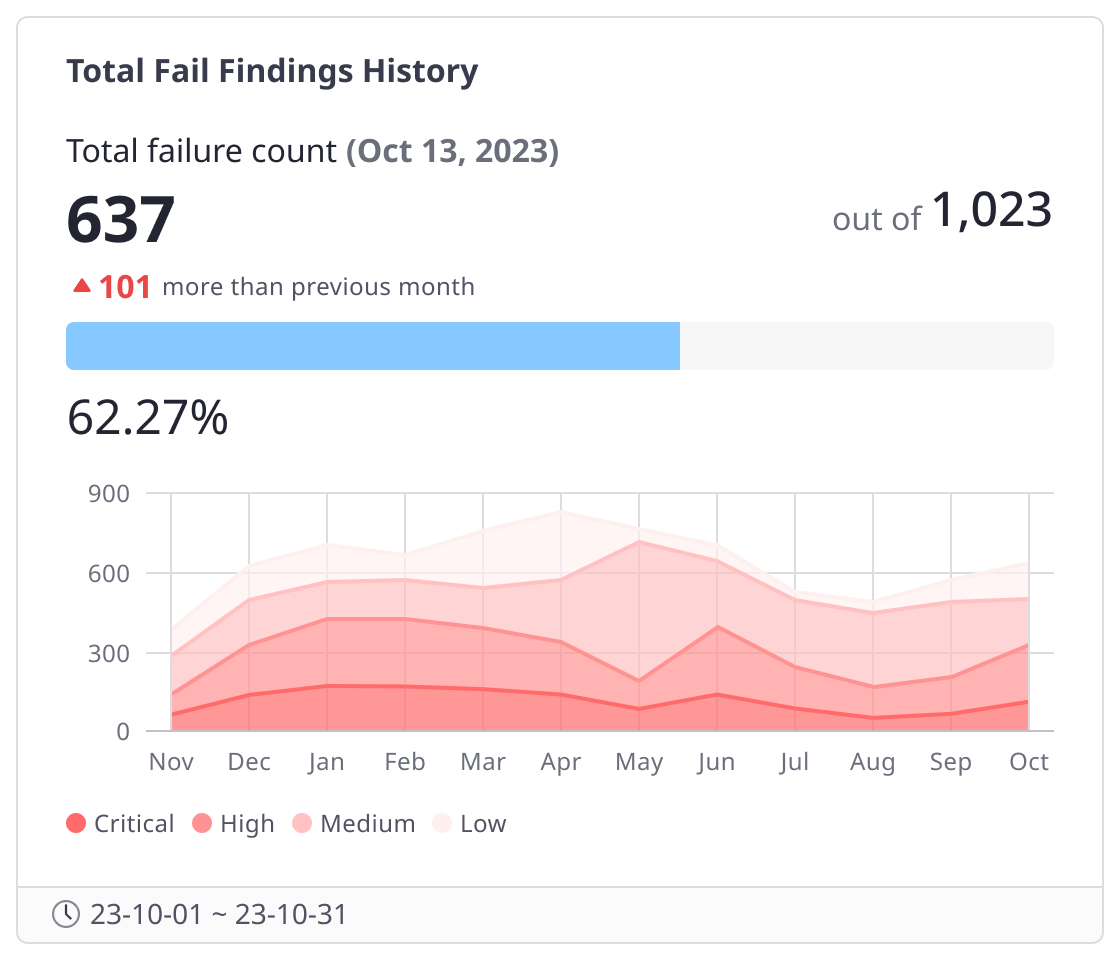 Total Fail Findings History
Total failure count (Oct 13, 2023)
637
out of 1,023
101 more than previous month
62.27%
900
600
300
0
Nov Dec Jan Feb Mar Apr May Jun Jul Aug Sep Oct
Critical High Medium Low
23-10-01 ~ 23-10-31